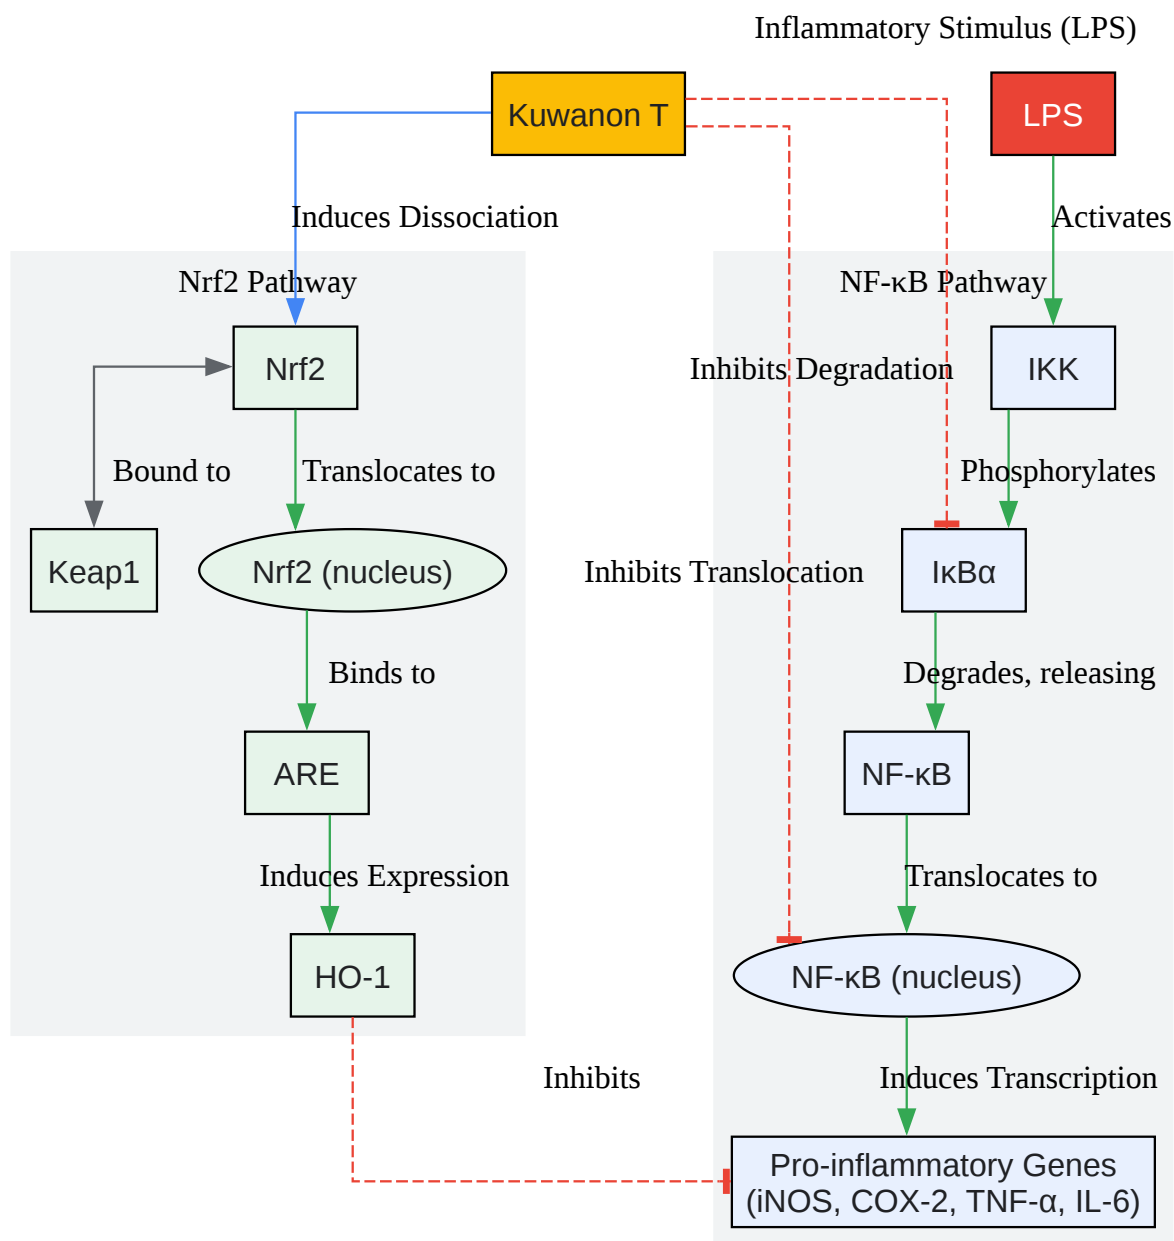 Inflammatory Stimulus (LPS)
Kuwanon T
LPS
Induces Dissociation
Activates
Nrf2 Pathway
NF-κB Pathway
Nrf2
Inhibits Degradation
IKK
Bound to
Translocates to
Phosphorylates
Keap1
Nrf2 (nucleus)
Inhibits Translocation
IκBα
Binds to
Degrades, releasing
ARE
NF-κB
Induces Expression
Translocates to
HO-1
NF-κB (nucleus)
Inhibits
Induces Transcription
Pro-inflammatory Genes
(iNOS, COX-2, TNF-α, IL-6)